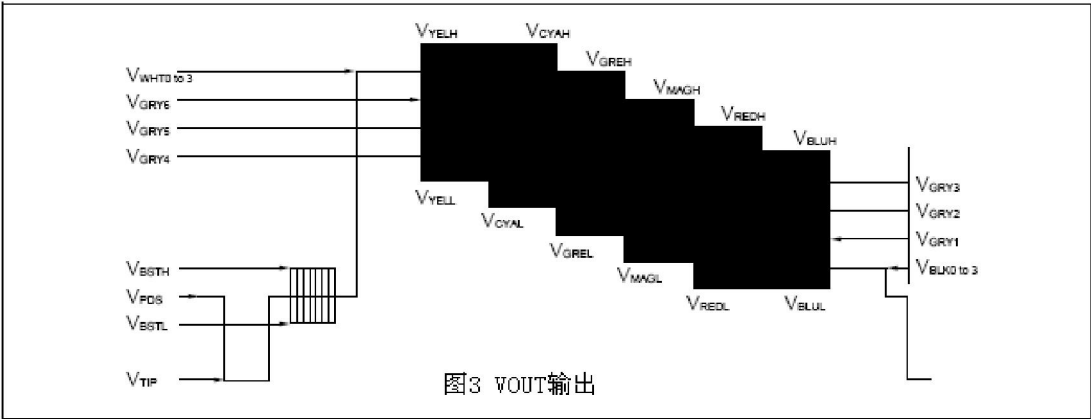 VYELH
VCYAH
VGREH
VMAGH
VREDH
VBLUH
VWHT0 to 3
VGRY6
VGRY5
VGRY4
VYELL
VCYAL
VGREL
VMAGL
VREDL
VBLUL
VGRY3
VGRY2
VGRY1
VBLK0 to 3
VBSTH
VPDS
VBSTL
VTIP
图3 VOUT输出